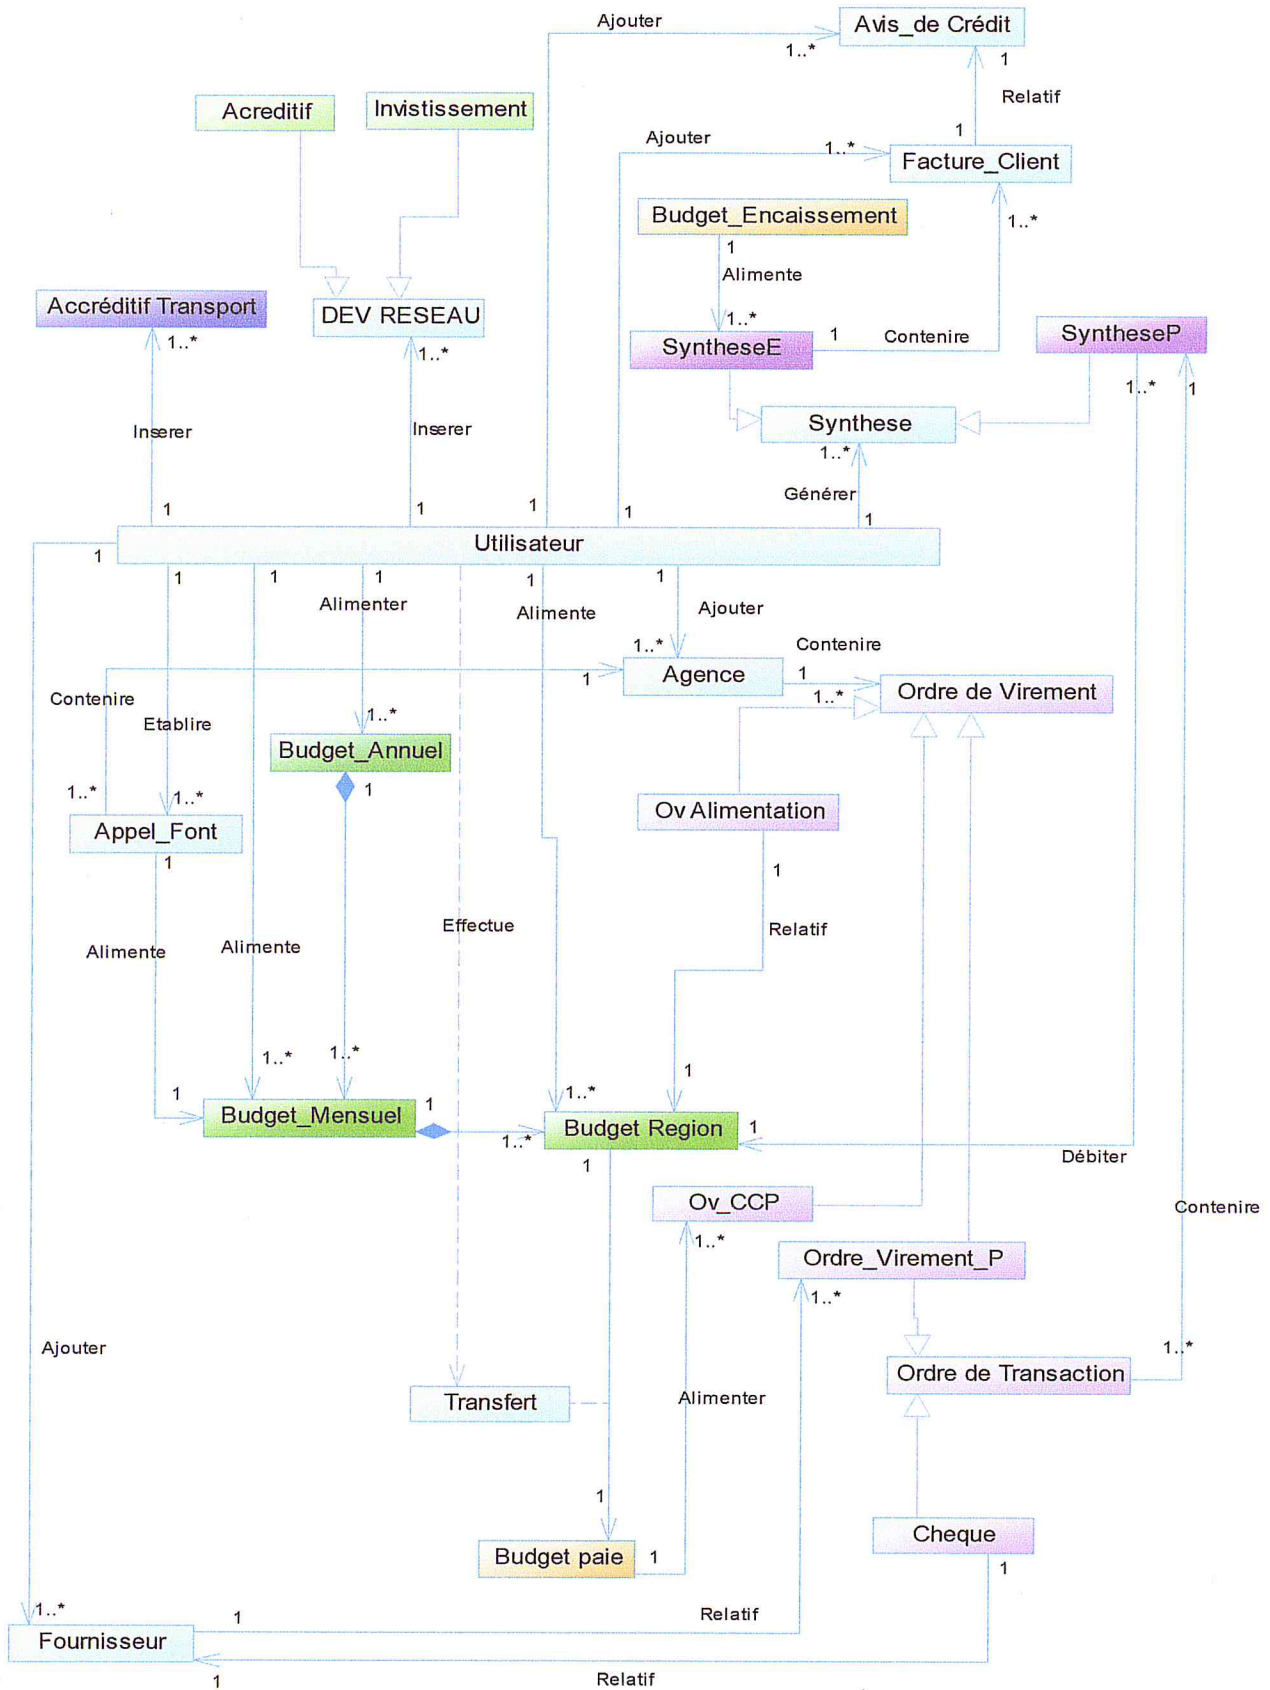 Ajouter
Avis_de Crédit
1..*
1
Relatif
1
Acreditif
Invistissement
Ajouter
1..*
Facture_Client
Budget_Encaissement
1..*
1
Alimente
Accréditif Transport
DEV RESEAU
1..*
1..*
1..*
SyntheseE
1
Contenire
SyntheseP
1..*
1
Inserer
Inserer
Synthese
1..*
Générer
1
1
1
1
1
Utilisateur
1
1
1
1
1
1
Alimenter
Alimente
Ajouter
1..*
Contenire
Contenire
1
Agence
1
Ordre de Virement
1..*
Etablire
1..*
Budget_Annuel
1
1..*
1..*
Appel_Font
1
Ov Alimentation
1
Alimente
Alimente
Effectue
Relatif
1..*
1..*
1
1
1..*
Budget_Mensuel
1
1..*
Budget Region
1
1
Débiter
Ov_CCP
1..*
Contenire
Ordre_Virement_P
1..*
Ajouter
1..*
Ordre de Transaction
Transfert
Alimenter
1
Cheque
Budget paie
1
1
1..*
1
Relatif
Fournisseur
1
Relatif